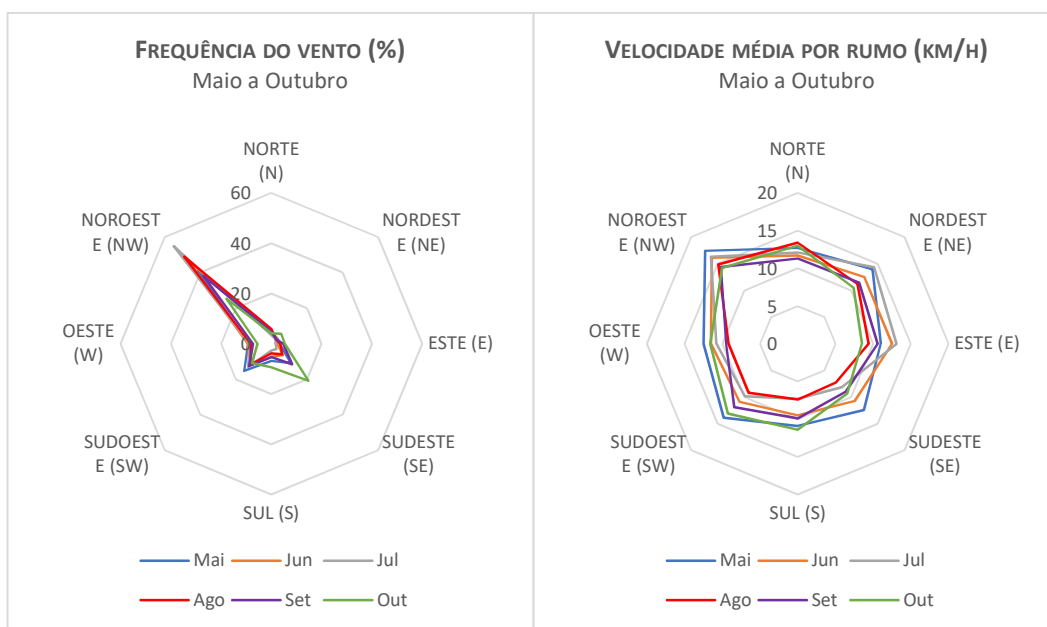 FREQUÊNCIA DO VENTO (%)
Maio a Outubro
NORTE
(N)
60
NOROEST
E (NW)
NORDEST
E (NE)
40
20
OESTE
(W)
0
ESTE (E)
SUDOEST
E (SW)
SUDESTE
(SE)
SUL (S)
Mai Jun Jul
Ago Set Out
VELOCIDADE MÉDIA POR RUMO (KM/H)
Maio a Outubro
NORTE
(N)
20
NOROEST
E (NW)
NORDEST
E (NE)
15
10
5
OESTE
(W)
0
ESTE (E)
SUDOEST
E (SW)
SUDESTE
(SE)
SUL (S)
Mai Jun Jul
Ago Set Out